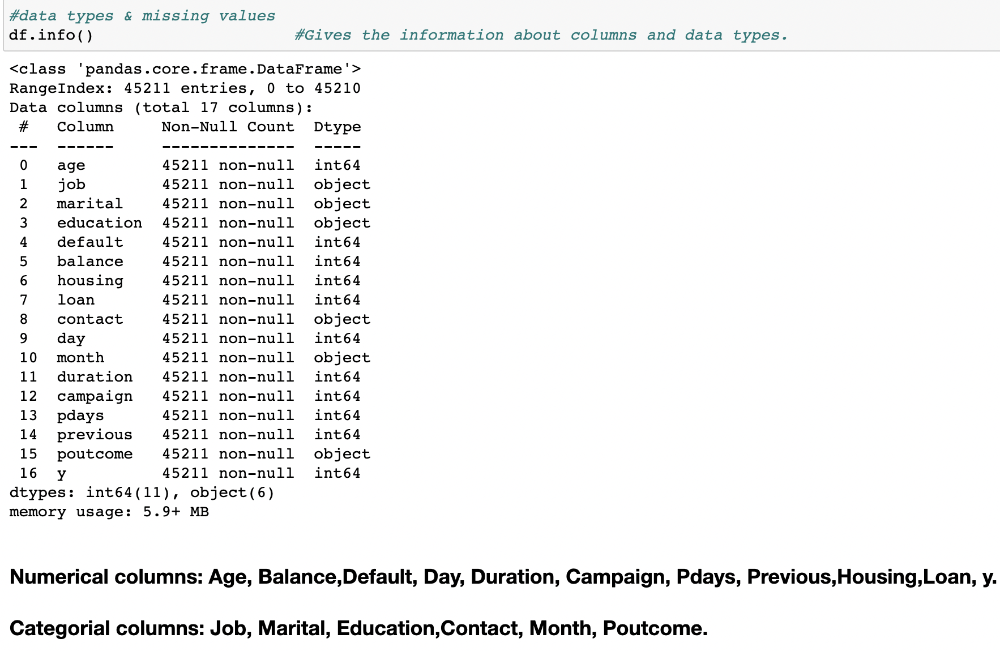 #data types & missing values
df.info() #Gives the information about columns and data types.
<class 'pandas.core.frame.DataFrame'>
RangeIndex: 45211 entries, 0 to 45210
Data columns (total 17 columns):
 #   Column     Non-Null Count  Dtype
---  ------     --------------  -----
 0   age        45211 non-null  int64
 1   job        45211 non-null  object
 2   marital    45211 non-null  object
 3   education  45211 non-null  object
 4   default    45211 non-null  int64
 5   balance    45211 non-null  int64
 6   housing    45211 non-null  int64
 7   loan       45211 non-null  int64
 8   contact    45211 non-null  object
 9   day        45211 non-null  int64
 10  month      45211 non-null  object
 11  duration   45211 non-null  int64
 12  campaign   45211 non-null  int64
 13  pdays      45211 non-null  int64
 14  previous   45211 non-null  int64
 15  poutcome   45211 non-null  object
 16  y          45211 non-null  int64
dtypes: int64(11), object(6)
memory usage: 5.9+ MB
Numerical columns: Age, Balance,Default, Day, Duration, Campaign, Pdays, Previous,Housing,Loan, y.
Categorial columns: Job, Marital, Education,Contact, Month, Poutcome.